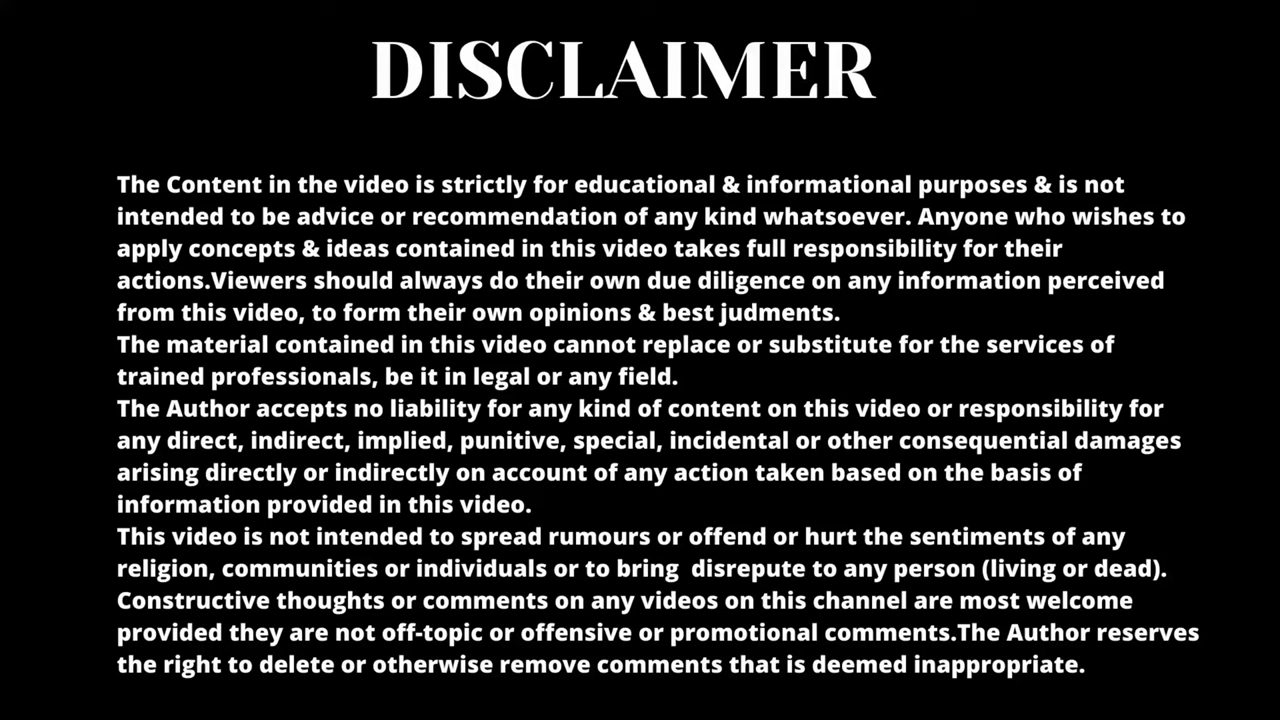 DISCLAIMER
The Content in the video is strictly for educational & informational purposes & is not
intended to be advice or recommendation of any kind whatsoever. Anyone who wishes to
apply concepts & ideas contained in this video takes full responsibility for their
actions.Viewers should always do their own due diligence on any information perceived
from this video, to form their own opinions & best judments.
The material contained in this video cannot replace or substitute for the services of
trained professionals, be it in legal or any field.
The Author accepts no liability for any kind of content on this video or responsibility for
any direct, indirect, implied, punitive, special, incidental or other consequential damages
arising directly or indirectly on account of any action taken based on the basis of
information provided in this video.
This video is not intended to spread rumours or offend or hurt the sentiments of any
religion, communities or individuals or to bring  disrepute to any person (living or dead).
Constructive thoughts or comments on any videos on this channel are most welcome
provided they are not off-topic or offensive or promotional comments.The Author reserves
the right to delete or otherwise remove comments that is deemed inappropriate.